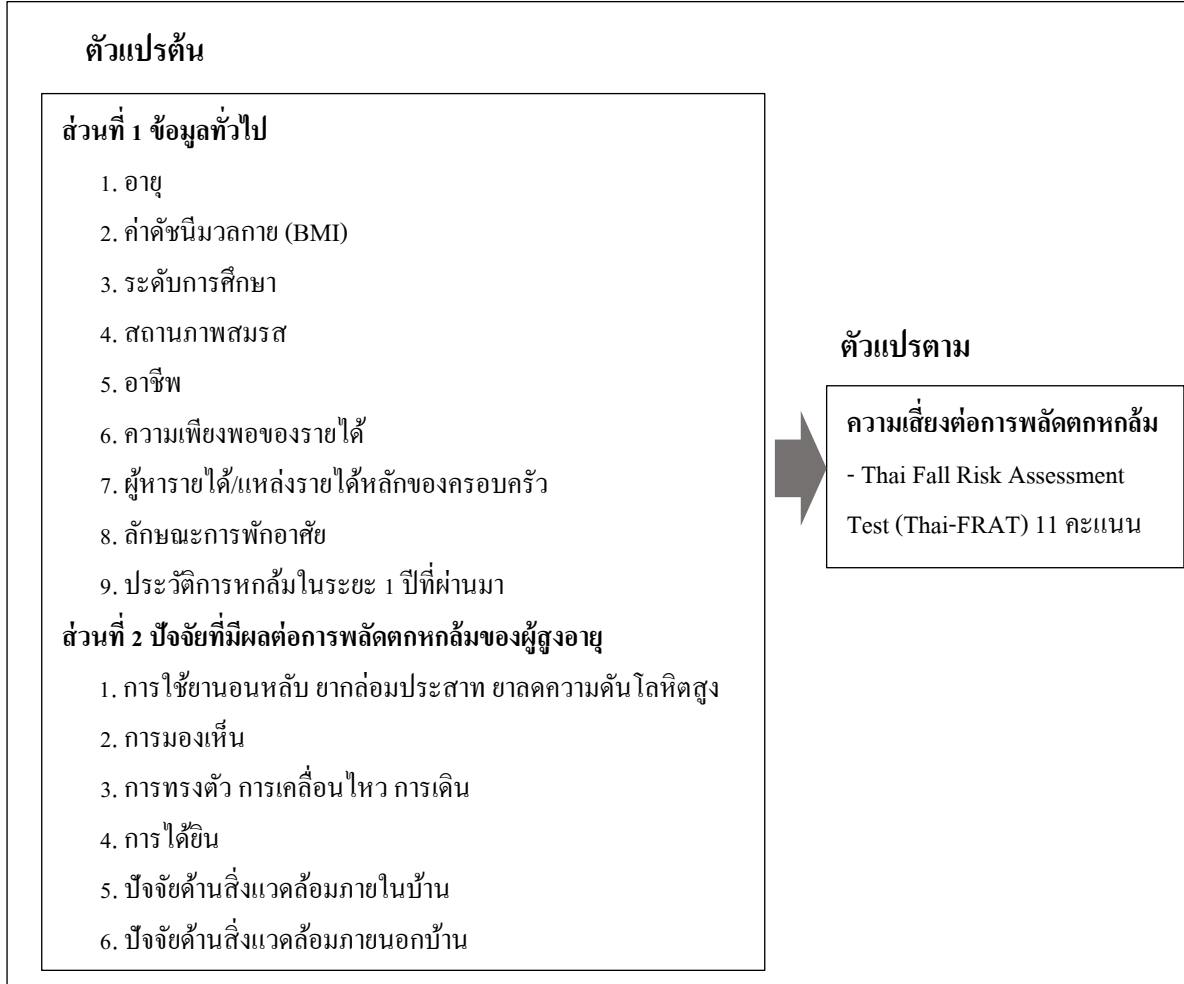 ตัวแปรต้น
ส่วนที่ 1 ข้อมูลทั่วไป
1. อายุ
2. ค่าดัชนีมวลกาย (BMI)
3. ระดับการศึกษา
4. สถานภาพสมรส
5. อาชีพ
6. ความเพียงพอของรายได้
7. ผู้หารายได้/แหล่งรายได้หลักของครอบครัว
8. ลักษณะการพักอาศัย
9. ประวัติการหกล้มในระยะ 1 ปีที่ผ่านมา
ส่วนที่ 2 ปัจจัยที่มีผลต่อการพลัดตกหกล้มของผู้สูงอายุ
1. การใช้ยานอนหลับ ยากล่อมประสาท ยาลดความดันโลหิตสูง
2. การมองเห็น
3. การทรงตัว การเคลื่อนไหว การเดิน
4. การได้ยิน
5. ปัจจัยด้านสิ่งแวดล้อมภายในบ้าน
6. ปัจจัยด้านสิ่งแวดล้อมภายนอกบ้าน
ตัวแปรตาม
ความเสี่ยงต่อการพลัดตกหกล้ม
- Thai Fall Risk Assessment
Test (Thai-FRAT) 11 คะแนน